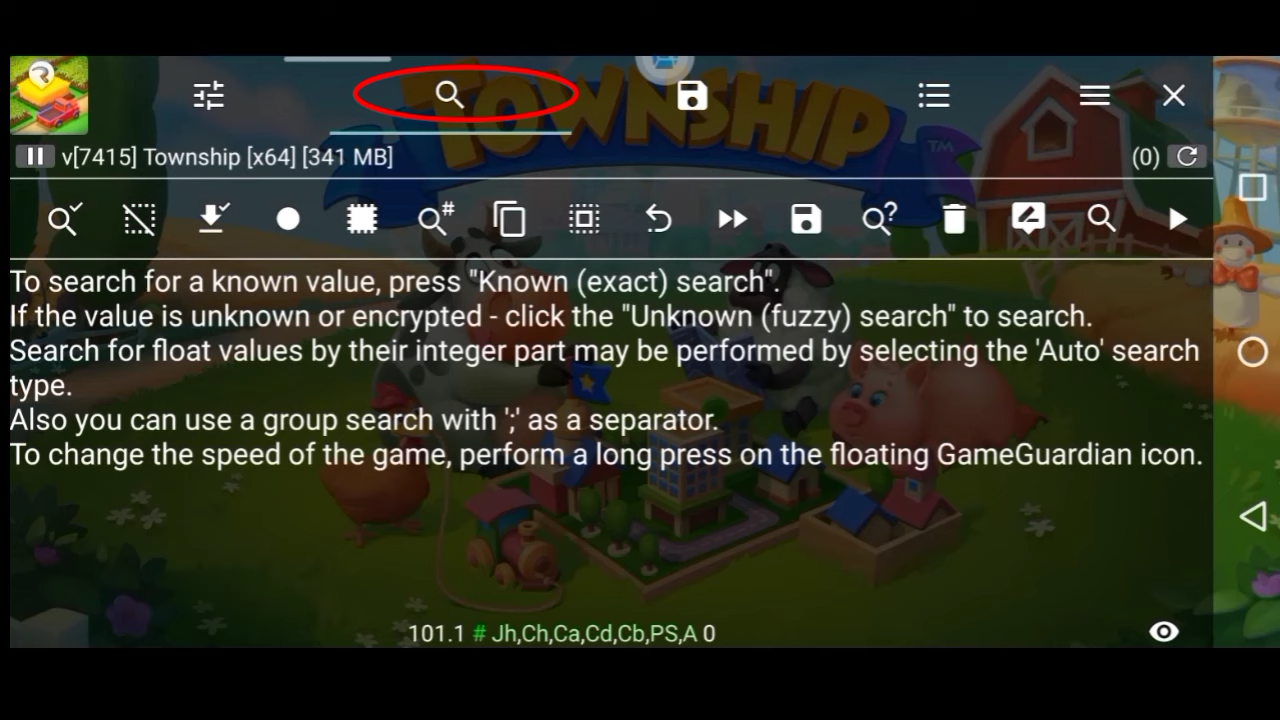 TOWNSHIP
TM
v[7415] Township [x64] [341 MB]
(0)
#
?
To search for a known value, press "Known (exact) search".
If the value is unknown or encrypted - click the "Unknown (fuzzy) search" to search.
Search for float values by their integer part may be performed by selecting the 'Auto' search
type.
Also you can use a group search with ';' as a separator.
To change the speed of the game, perform a long press on the floating GameGuardian icon.
101.1 # Jh,Ch,Ca,Cd,Cb,PS,A 0